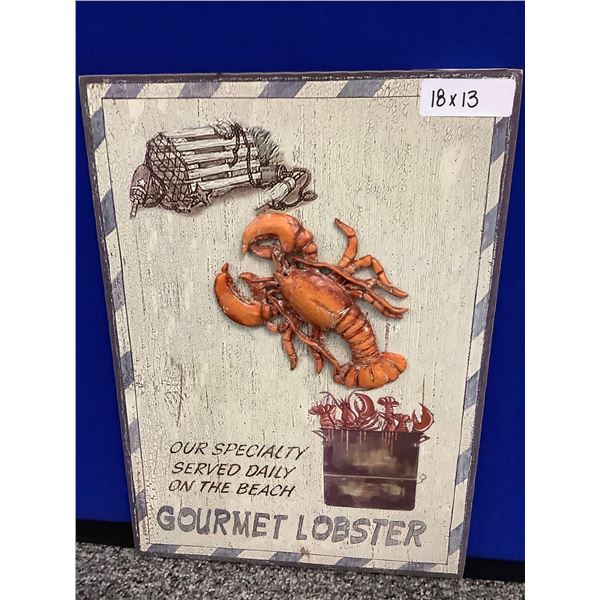 18x13
OUR SPECIALTY
SERVED DAILY
ON THE BEACH
GOURMET LOBSTER